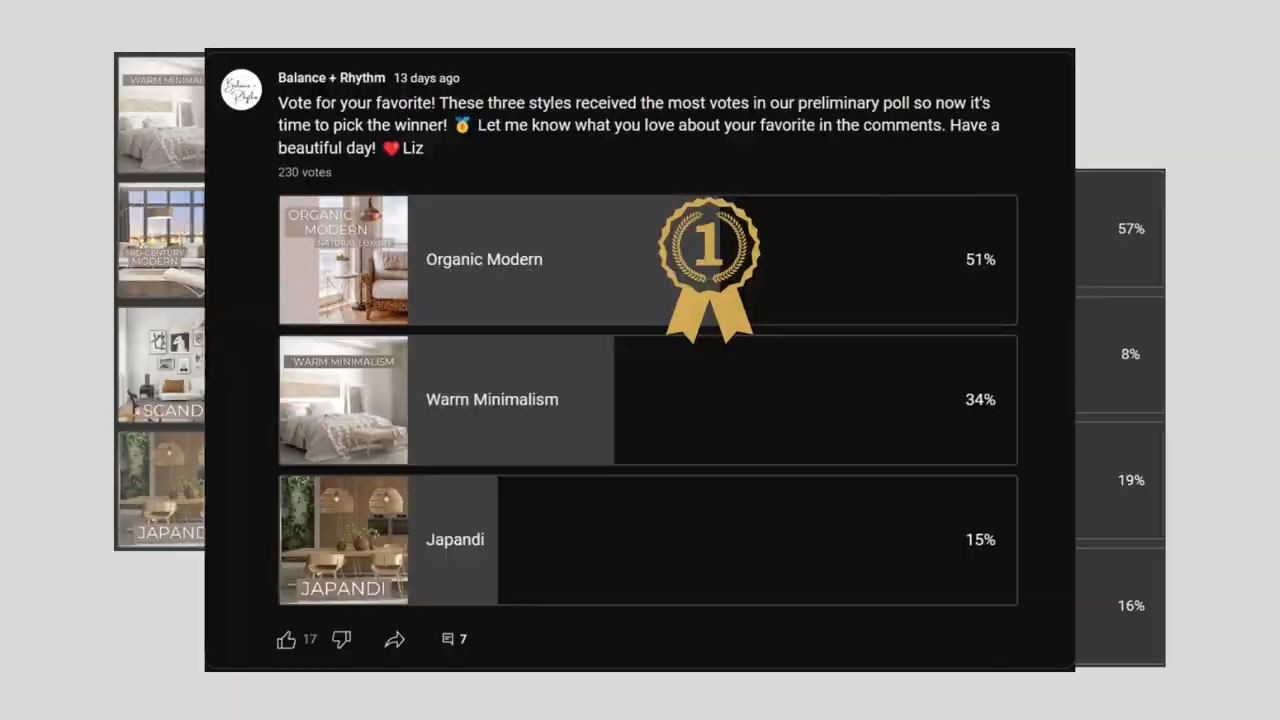 Balance + Rhythm 13 days ago
Vote for your favorite! These three styles received the most votes in our preliminary poll so now it's
time to pick the winner! 🥇 Let me know what you love about your favorite in the comments. Have a
beautiful day! ❤️ Liz
230 votes
ORGANIC
MODERN
NATURAL LUXURY
Organic Modern
1
51%
WARM MINIMALISM
Warm Minimalism
34%
JAPANDI
Japandi
15%
17
7
WARM MINIMAL
MID-CENTURY
MODERN
SCAND
JAPAND
57%
8%
19%
16%